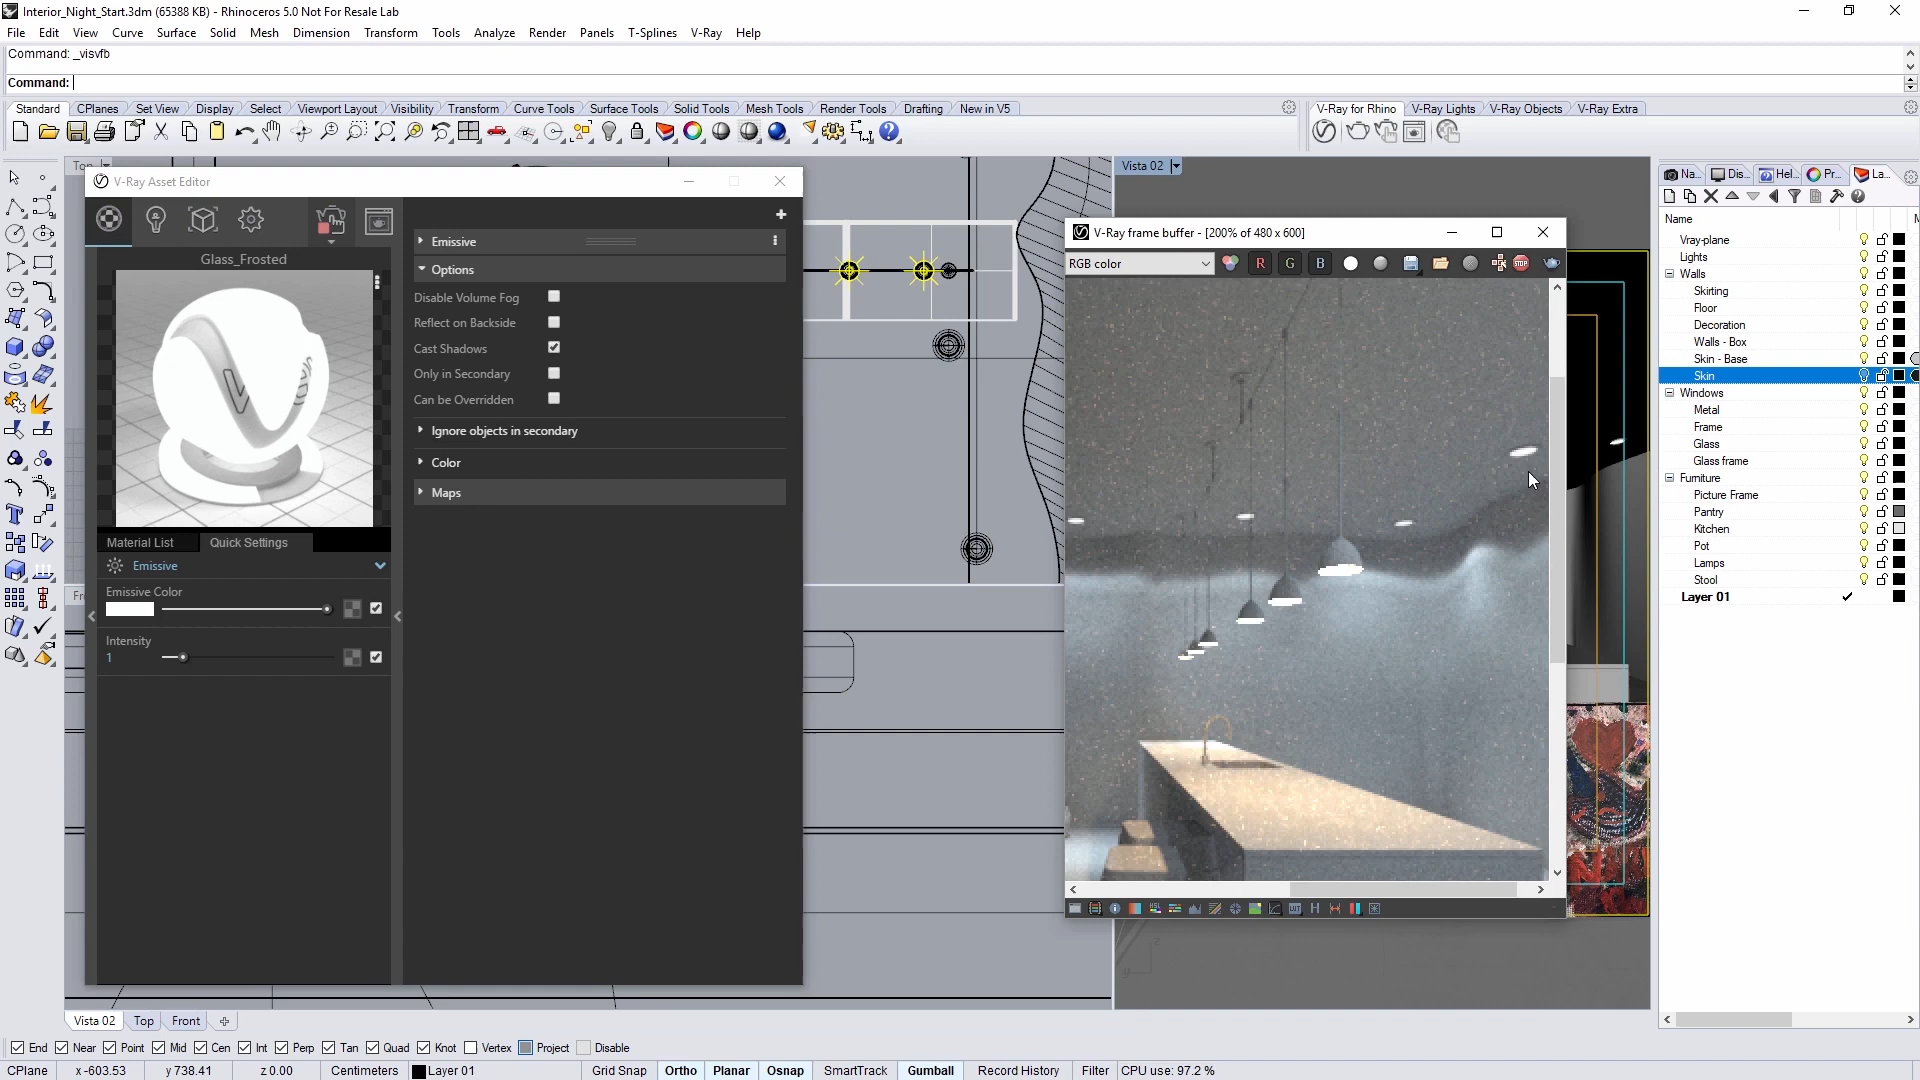 Interior_Night_Start.3dm (65388 KB) - Rhinoceros 5.0 Not For Resale Lab
File Edit View Curve Surface Solid Mesh Dimension Transform Tools Analyze Render Panels T-Splines V-Ray Help
Command: _visvfb
Command:
Standard CPlanes Set View Display Select Viewport Layout Visibility Transform Curve Tools Surface Tools Solid Tools Mesh Tools Render Tools Drafting New in V5
V-Ray for Rhino V-Ray Lights V-Ray Objects V-Ray Extra
Top
Vista 02
Na... Dis... Hel... Pr... La...
V-Ray Asset Editor
Name
Emissive
Options
Glass_Frosted
Disable Volume Fog
Reflect on Backside
Cast Shadows
Only in Secondary
Can be Overridden
Ignore objects in secondary
Color
Maps
Material List Quick Settings
Emissive
Emissive Color
Intensity
1
V-Ray frame buffer - [200% of 480 x 600]
RGB color
R G B
STOP
HSL
LUT
H
Vray-plane
Lights
Walls
Skirting
Floor
Decoration
Walls - Box
Skin - Base
Skin
Windows
Metal
Frame
Glass
Glass frame
Furniture
Picture Frame
Pantry
Kitchen
Pot
Lamps
Stool
Layer 01
Vista 02 Top Front
End Near Point Mid Cen Int Perp Tan Quad Knot Vertex Project Disable
CPlane x -603.53 y 738.41 z 0.00 Centimeters Layer 01 Grid Snap Ortho Planar Osnap SmartTrack Gumball Record History Filter CPU use: 97.2 %